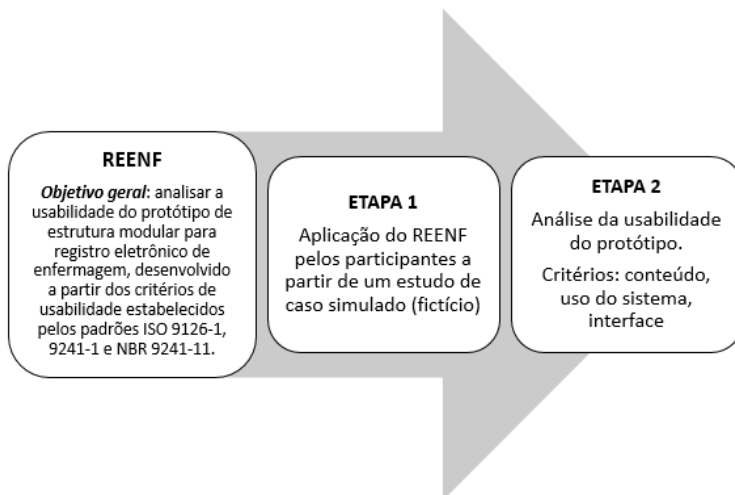 REENF
Objetivo geral: analisar a
usabilidade do protótipo de
estrutura modular para
registro eletrônico de
enfermagem, desenvolvido
a partir dos critérios de
usabilidade estabelecidos
pelos padrões ISO 9126-1,
9241-1 e NBR 9241-11.
ETAPA 1
Aplicação do REENF
pelos participantes a
partir de um estudo de
caso simulado (fictício)
ETAPA 2
Análise da usabilidade
do protótipo.
Critérios: conteúdo,
uso do sistema,
interface